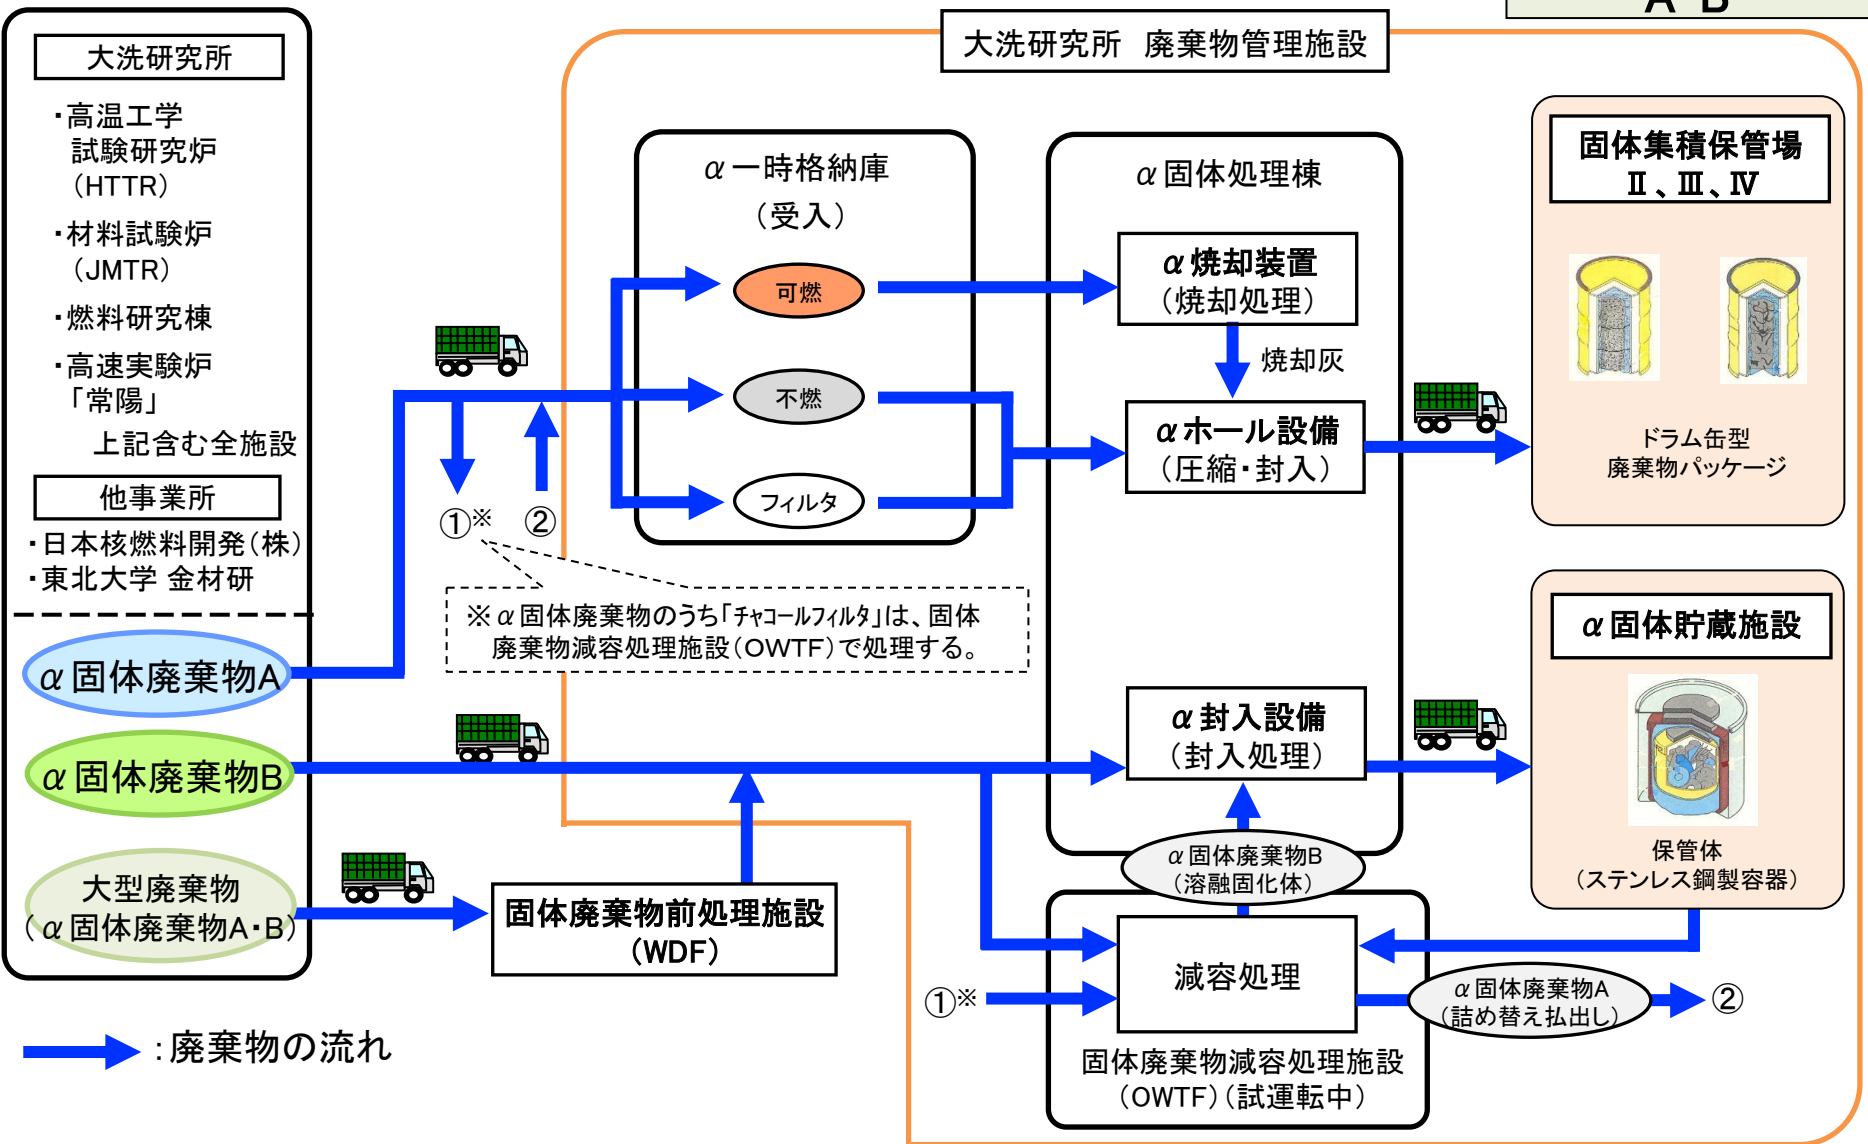 A B
大洗研究所 廃棄物管理施設
大洗研究所
・高温工学
試験研究炉
(HTTR)
・材料試験炉
(JMTR)
・燃料研究棟
・高速実験炉
「常陽」
上記含む全施設
他事業所
・日本核燃料開発(株)
・東北大学 金材研
α固体廃棄物A
α固体廃棄物B
大型廃棄物
(α固体廃棄物A・B)
:廃棄物の流れ
①※
②
※α固体廃棄物のうち「チャコールフィルタ」は、固体
廃棄物減容処理施設(OWTF)で処理する。
固体廃棄物前処理施設
(WDF)
α一時格納庫
(受入)
可燃
不燃
フィルタ
α固体処理棟
α焼却装置
(焼却処理)
焼却灰
αホール設備
(圧縮・封入)
α封入設備
(封入処理)
α固体廃棄物B
(溶融固化体)
減容処理
①※
固体廃棄物減容処理施設
(OWTF)(試運転中)
α固体廃棄物A
(詰め替え払出し)
②
固体集積保管場
Ⅱ、Ⅲ、Ⅳ
ドラム缶型
廃棄物パッケージ
α固体貯蔵施設
保管体
(ステンレス鋼製容器)